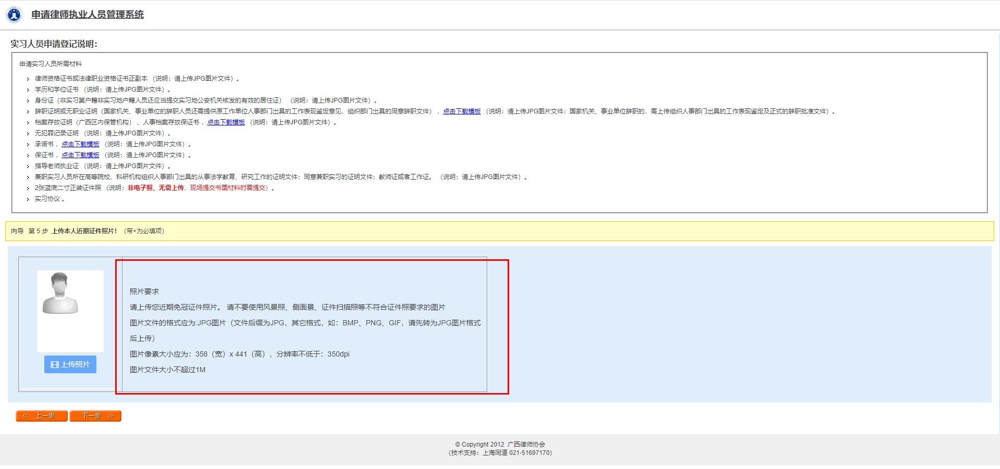 申请律师执业人员管理系统
实习人员申请登记说明：
申请实习人员所需材料
律师资格证书或法律职业资格证书正副本 （说明：请上传JPG图片文件）。
学历和学位证书 （说明：请上传JPG图片文件）。
身份证（非实习第户籍非实习地户籍人员还应当提交实习地公安机关核发的有效的居住证） （说明：请上传JPG图片文件）。
辞职证明或无职业证明（国家机关、事业单位的辞职人员还需提供原工作单位人事部门出具的工作表现鉴定意见、组织部门出具的同意辞职文件） ，点击下载模板 （说明：请上传JPG图片文件；国家机关、事业单位辞职的，需上传组织人事部门出具的工作表现鉴定及正式的辞职批准文件）。
档案存放证明（广西区内保管机构） 、人事档案存放保证书 ，点击下载模板 （说明：请上传JPG图片文件）。
无犯罪记录证明 （说明：请上传JPG图片文件）。
承诺书 ，点击下载模板 （说明：请上传JPG图片文件）。
保证书 ，点击下载模板 （说明：请上传JPG图片文件）。
指导老师执业证 （说明：请上传JPG图片文件）。
兼职实习人员所在高等院校、科研机构组织人事部门出具的从事法学教育、研究工作的证明文件；同意兼职实习的证明文件；教师证或者工作证。 （说明：请上传JPG图片文件）。
2张蓝底二寸正装证件照 （说明：非电子照，无需上传，现场提交书面材料时需提交）。
实习协议 。
向导 第 5 步 上传本人近期证件照片！ （带×为必填项）
照片要求
请上传您近期免冠证件照片。 请不要使用风景照、侧面景、证件扫描照等不符合证件照要求的图片
图片文件的格式应为:JPG图片（文件后缀为JPG，其它格式，如：BMP、PNG、GIF，请先转为JPG图片格式
后上传）
图片像素大小应为：358（宽）x 441（高），分辨率不低于：350dpi
图片文件大小不超过1M
上传照片
<< 上一步 下一步 >>
© Copyright 2012 广西律师协会
（技术支持：上海同道 021-51697170）